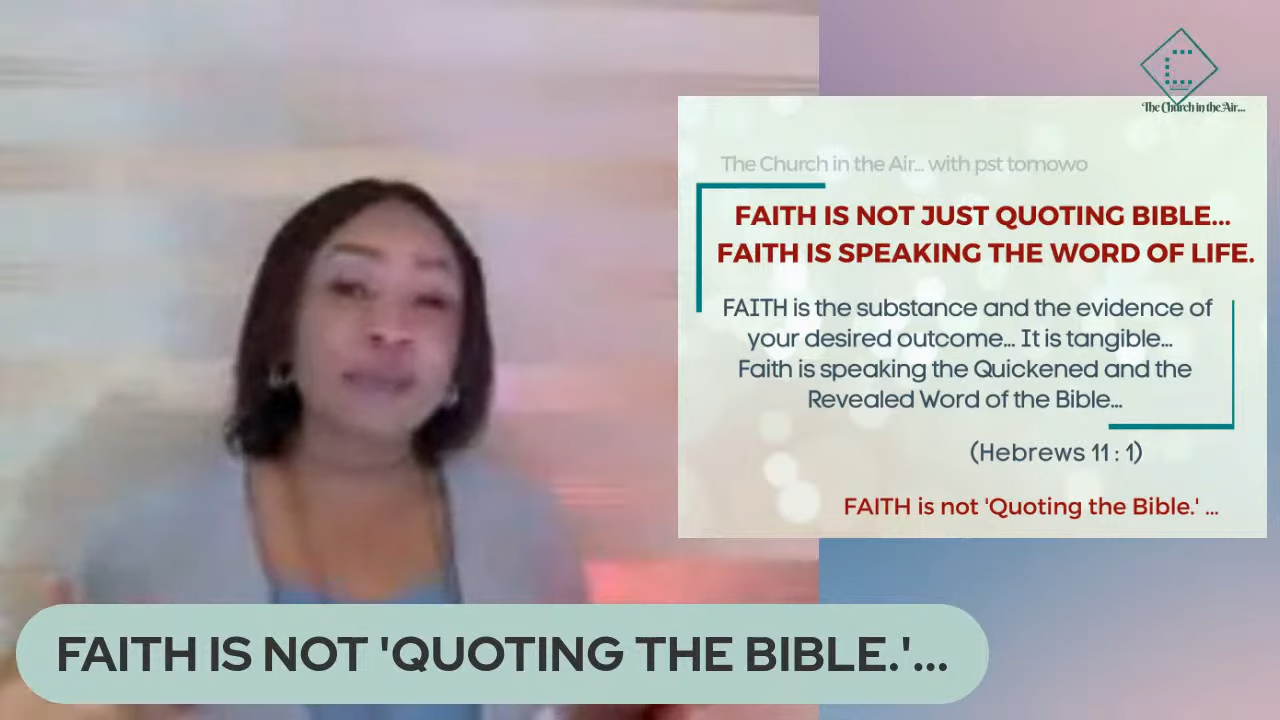 The Church in the Air...
The Church in the Air... with pst tomowo
FAITH IS NOT JUST QUOTING BIBLE...
FAITH IS SPEAKING THE WORD OF LIFE.
FAITH is the substance and the evidence of
your desired outcome... It is tangible...
Faith is speaking the Quickened and the
Revealed Word of the Bible...
(Hebrews 11 : 1)
FAITH is not 'Quoting the Bible.' ...
FAITH IS NOT 'QUOTING THE BIBLE.'...